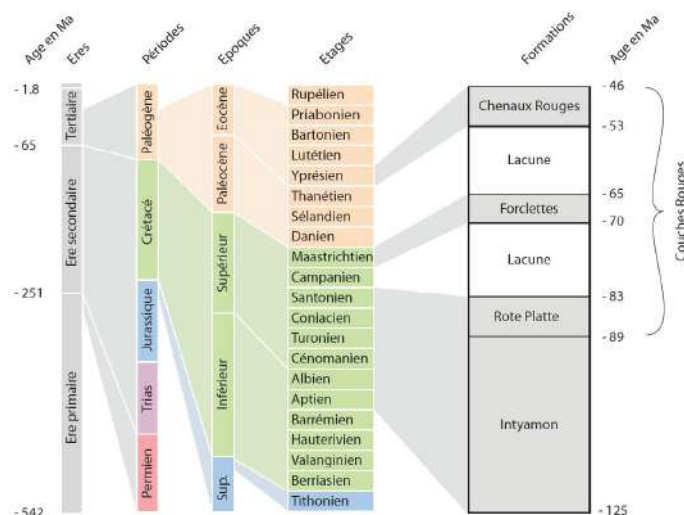 Age en Ma
Eres
Périodes
Epoques
Etages
Formations
Age en Ma
- 1.8
- 65
- 251
- 542
Tertiaire
Ere secondaire
Ere primaire
Paléogène
Crétacé
Jurassique
Trias
Permien
Eocène
Paléocène
Supérieur
Inférieur
Sup.
Rupélien
Priabonien
Bartonien
Lutétien
Yprésien
Thanétien
Sélandien
Danien
Maastrichtien
Campanien
Santonien
Coniacien
Turonien
Cénomanien
Albien
Aptien
Barrémien
Hauterivien
Valanginien
Berriasien
Tithonien
Chenaux Rouges
Lacune
Forclettes
Lacune
Rote Platte
Intyamon
- 46
- 53
- 65
- 70
- 83
- 89
- 125
Couches Rouges